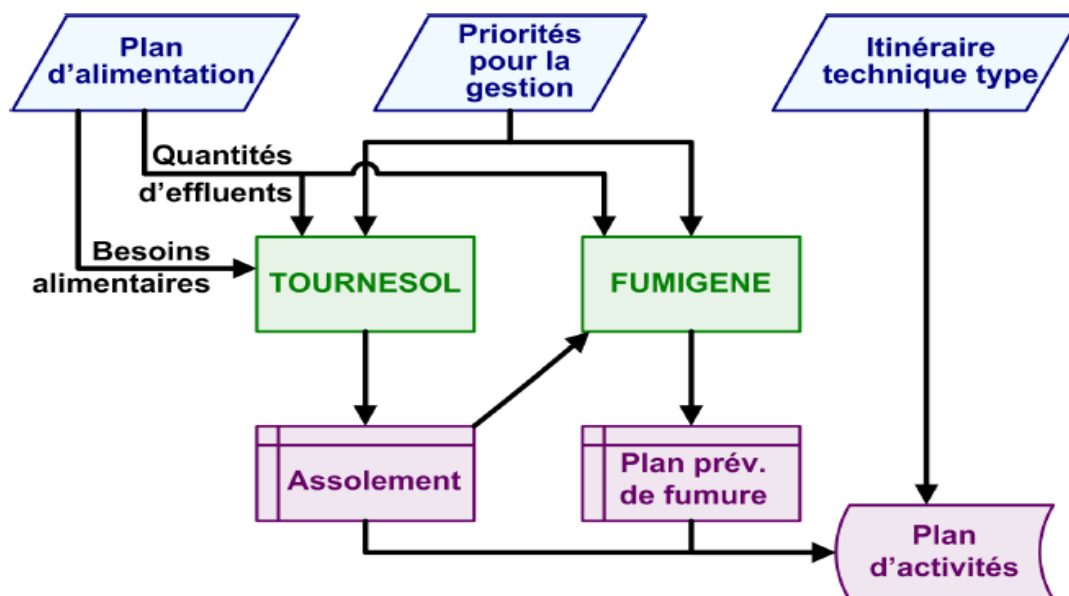 Plan
d’alimentation
Priorités
pour la
gestion
Itinéraire
technique type
Quantités
d’effluents
Besoins
alimentaires
TOURNESOL
FUMIGENE
Assolement
Plan prév.
de fumure
Plan
d’activités